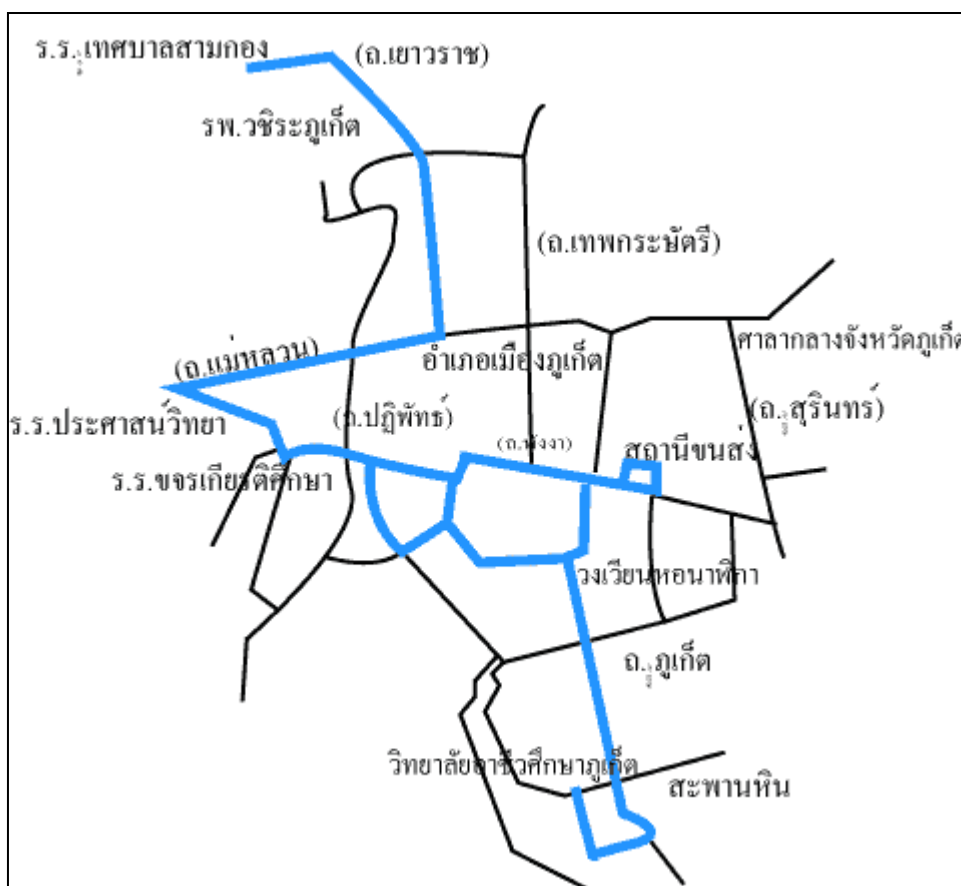 ร.ร.เทศบาลสามกอง
(ถ.เยาวราช)
รพ.วชิระภูเก็ต
(ถ.เทพกระษัตรี)
(ถ.แม่หลวน)
อำเภอเมืองภูเก็ต
ศาลากลางจังหวัดภูเก็ต
ร.ร.ประศาสน์วิทยา
(ถ.ปฏิพัทธ์)
(ถ.พังงา)
(ถ.สุรินทร์)
สถานีขนส่ง
ร.ร.ขจรเกียรติศึกษา
วงเวียนหอนาฬิกา
ถ.ภูเก็ต
วิทยาลัยอาชีวศึกษาภูเก็ต
สะพานหิน